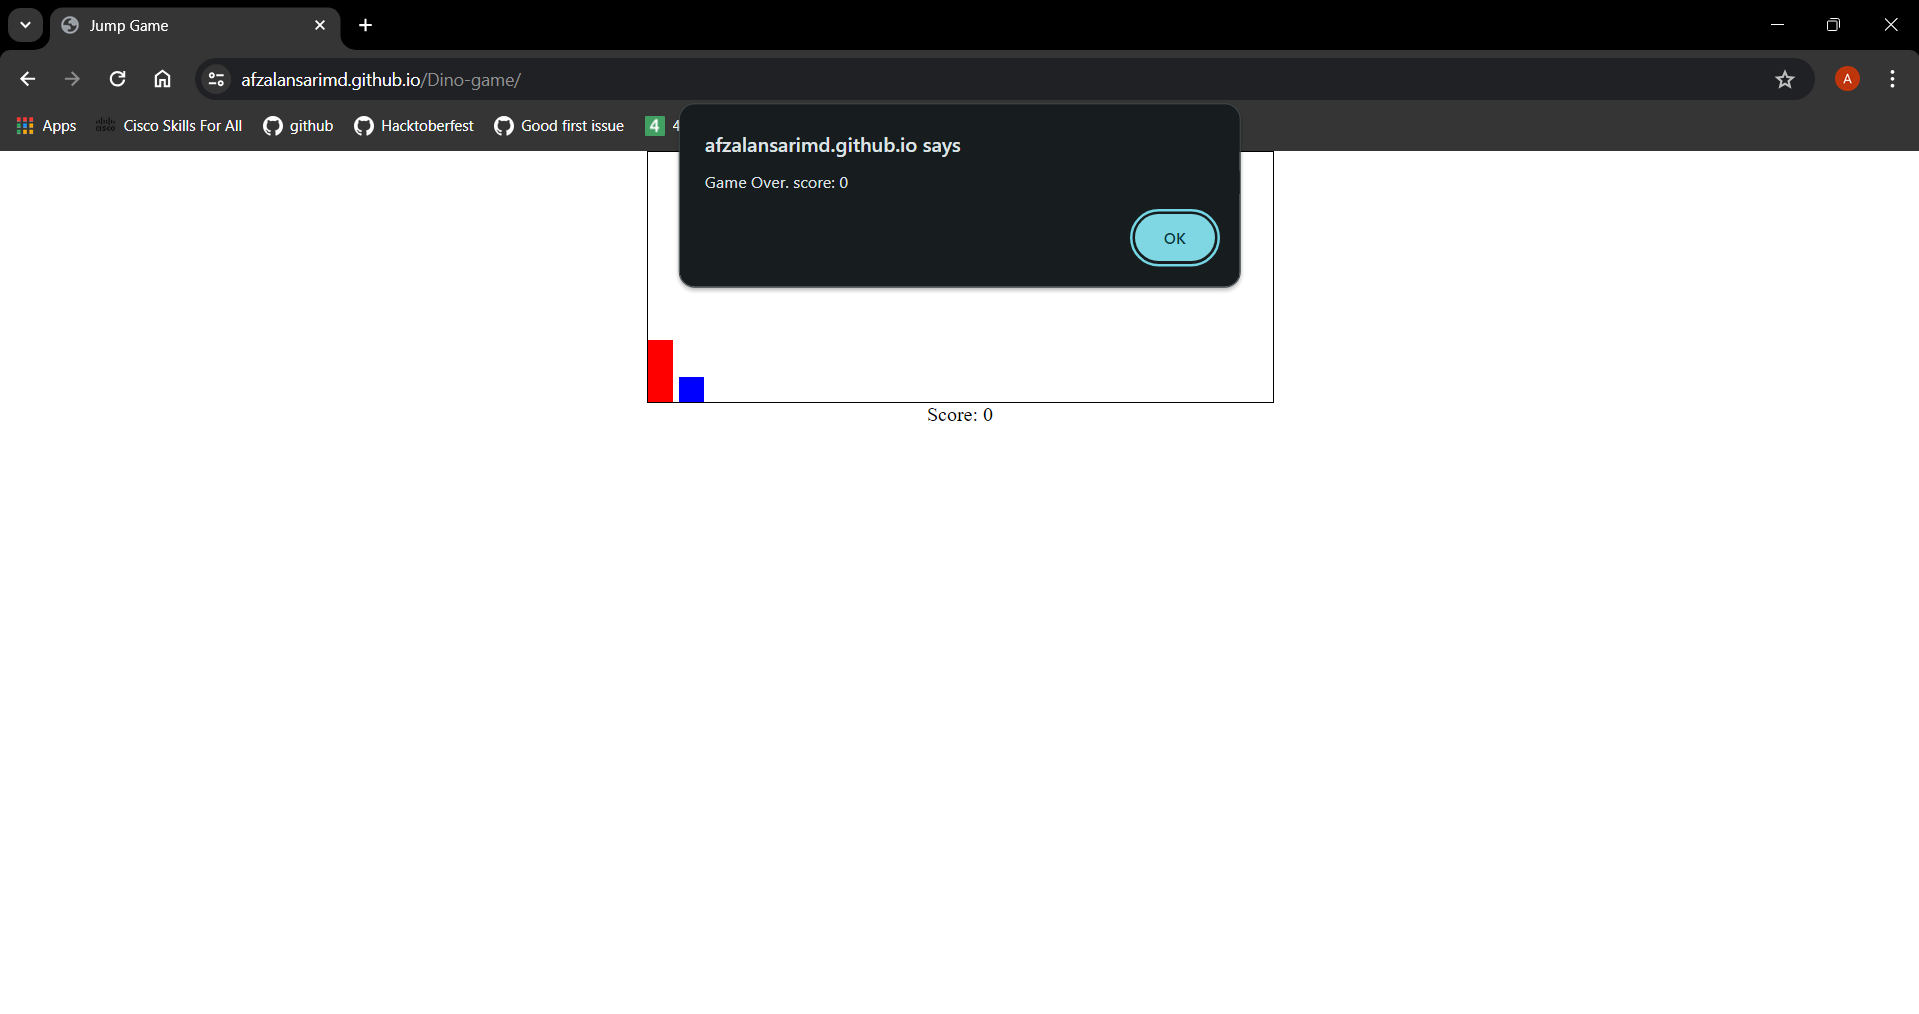 Jump Game
afzalansarimd.github.io/Dino-game/
A
Apps
Cisco Skills For All
github
Hacktoberfest
Good first issue
4 4
afzalansarimd.github.io says
Game Over. score: 0
OK
Score: 0